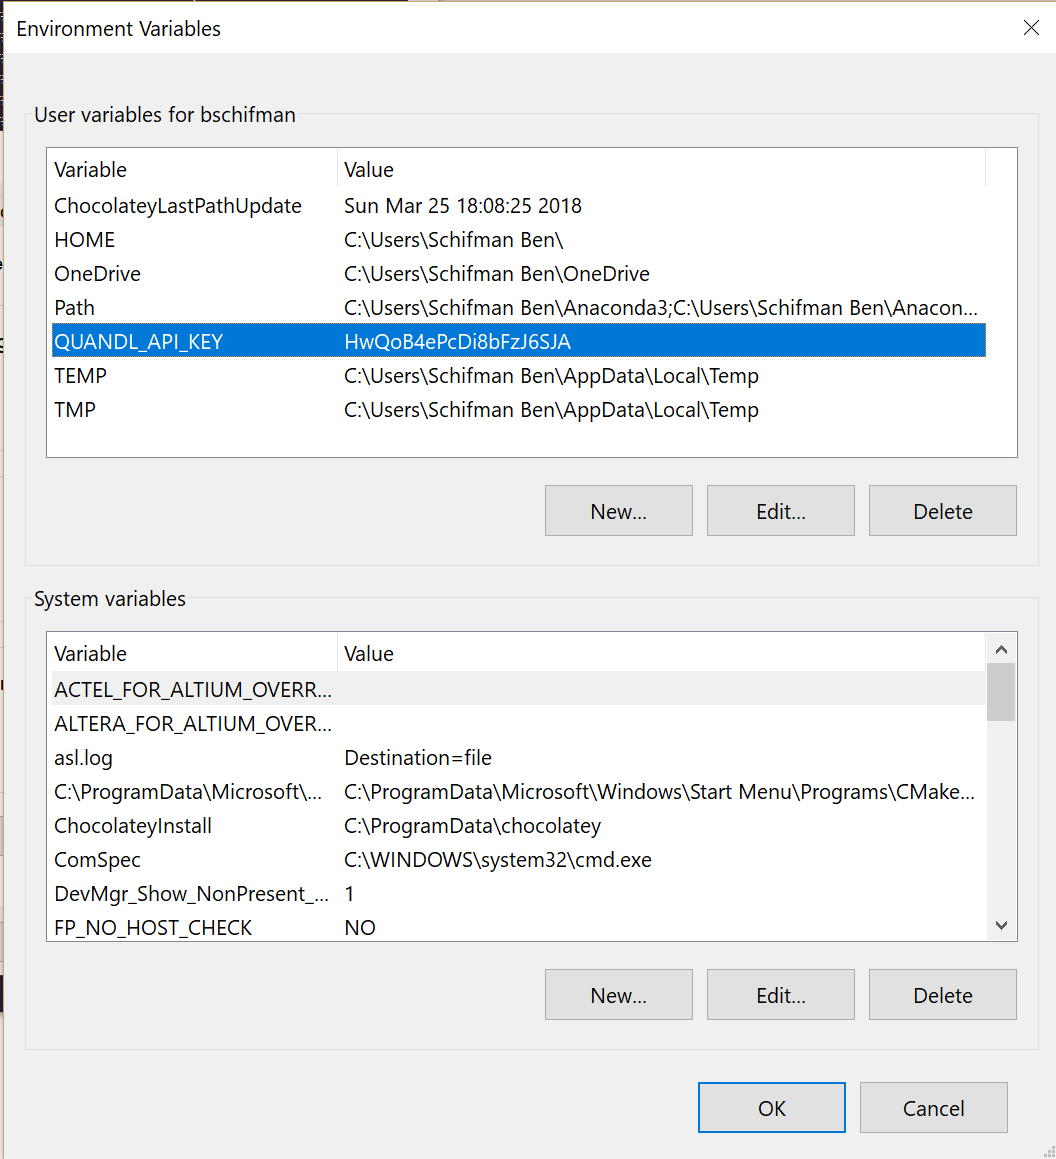 Environment Variables
User variables for bschifman
Variable Value
ChocolateyLastPathUpdate Sun Mar 25 18:08:25 2018
HOME C:\Users\Schifman Ben\
OneDrive C:\Users\Schifman Ben\OneDrive
Path C:\Users\Schifman Ben\Anaconda3;C:\Users\Schifman Ben\Anacon...
QUANDL_API_KEY HwQoB4ePcDi8bFzJ6SJA
TEMP C:\Users\Schifman Ben\AppData\Local\Temp
TMP C:\Users\Schifman Ben\AppData\Local\Temp
New... Edit... Delete
System variables
Variable Value
ACTEL_FOR_ALTIUM_OVERR...
ALTERA_FOR_ALTIUM_OVER...
asl.log Destination=file
C:\ProgramData\Microsoft\... C:\ProgramData\Microsoft\Windows\Start Menu\Programs\CMake...
ChocolateyInstall C:\ProgramData\chocolatey
ComSpec C:\WINDOWS\system32\cmd.exe
DevMgr_Show_NonPresent_... 1
FP_NO_HOST_CHECK NO
New... Edit... Delete
OK Cancel